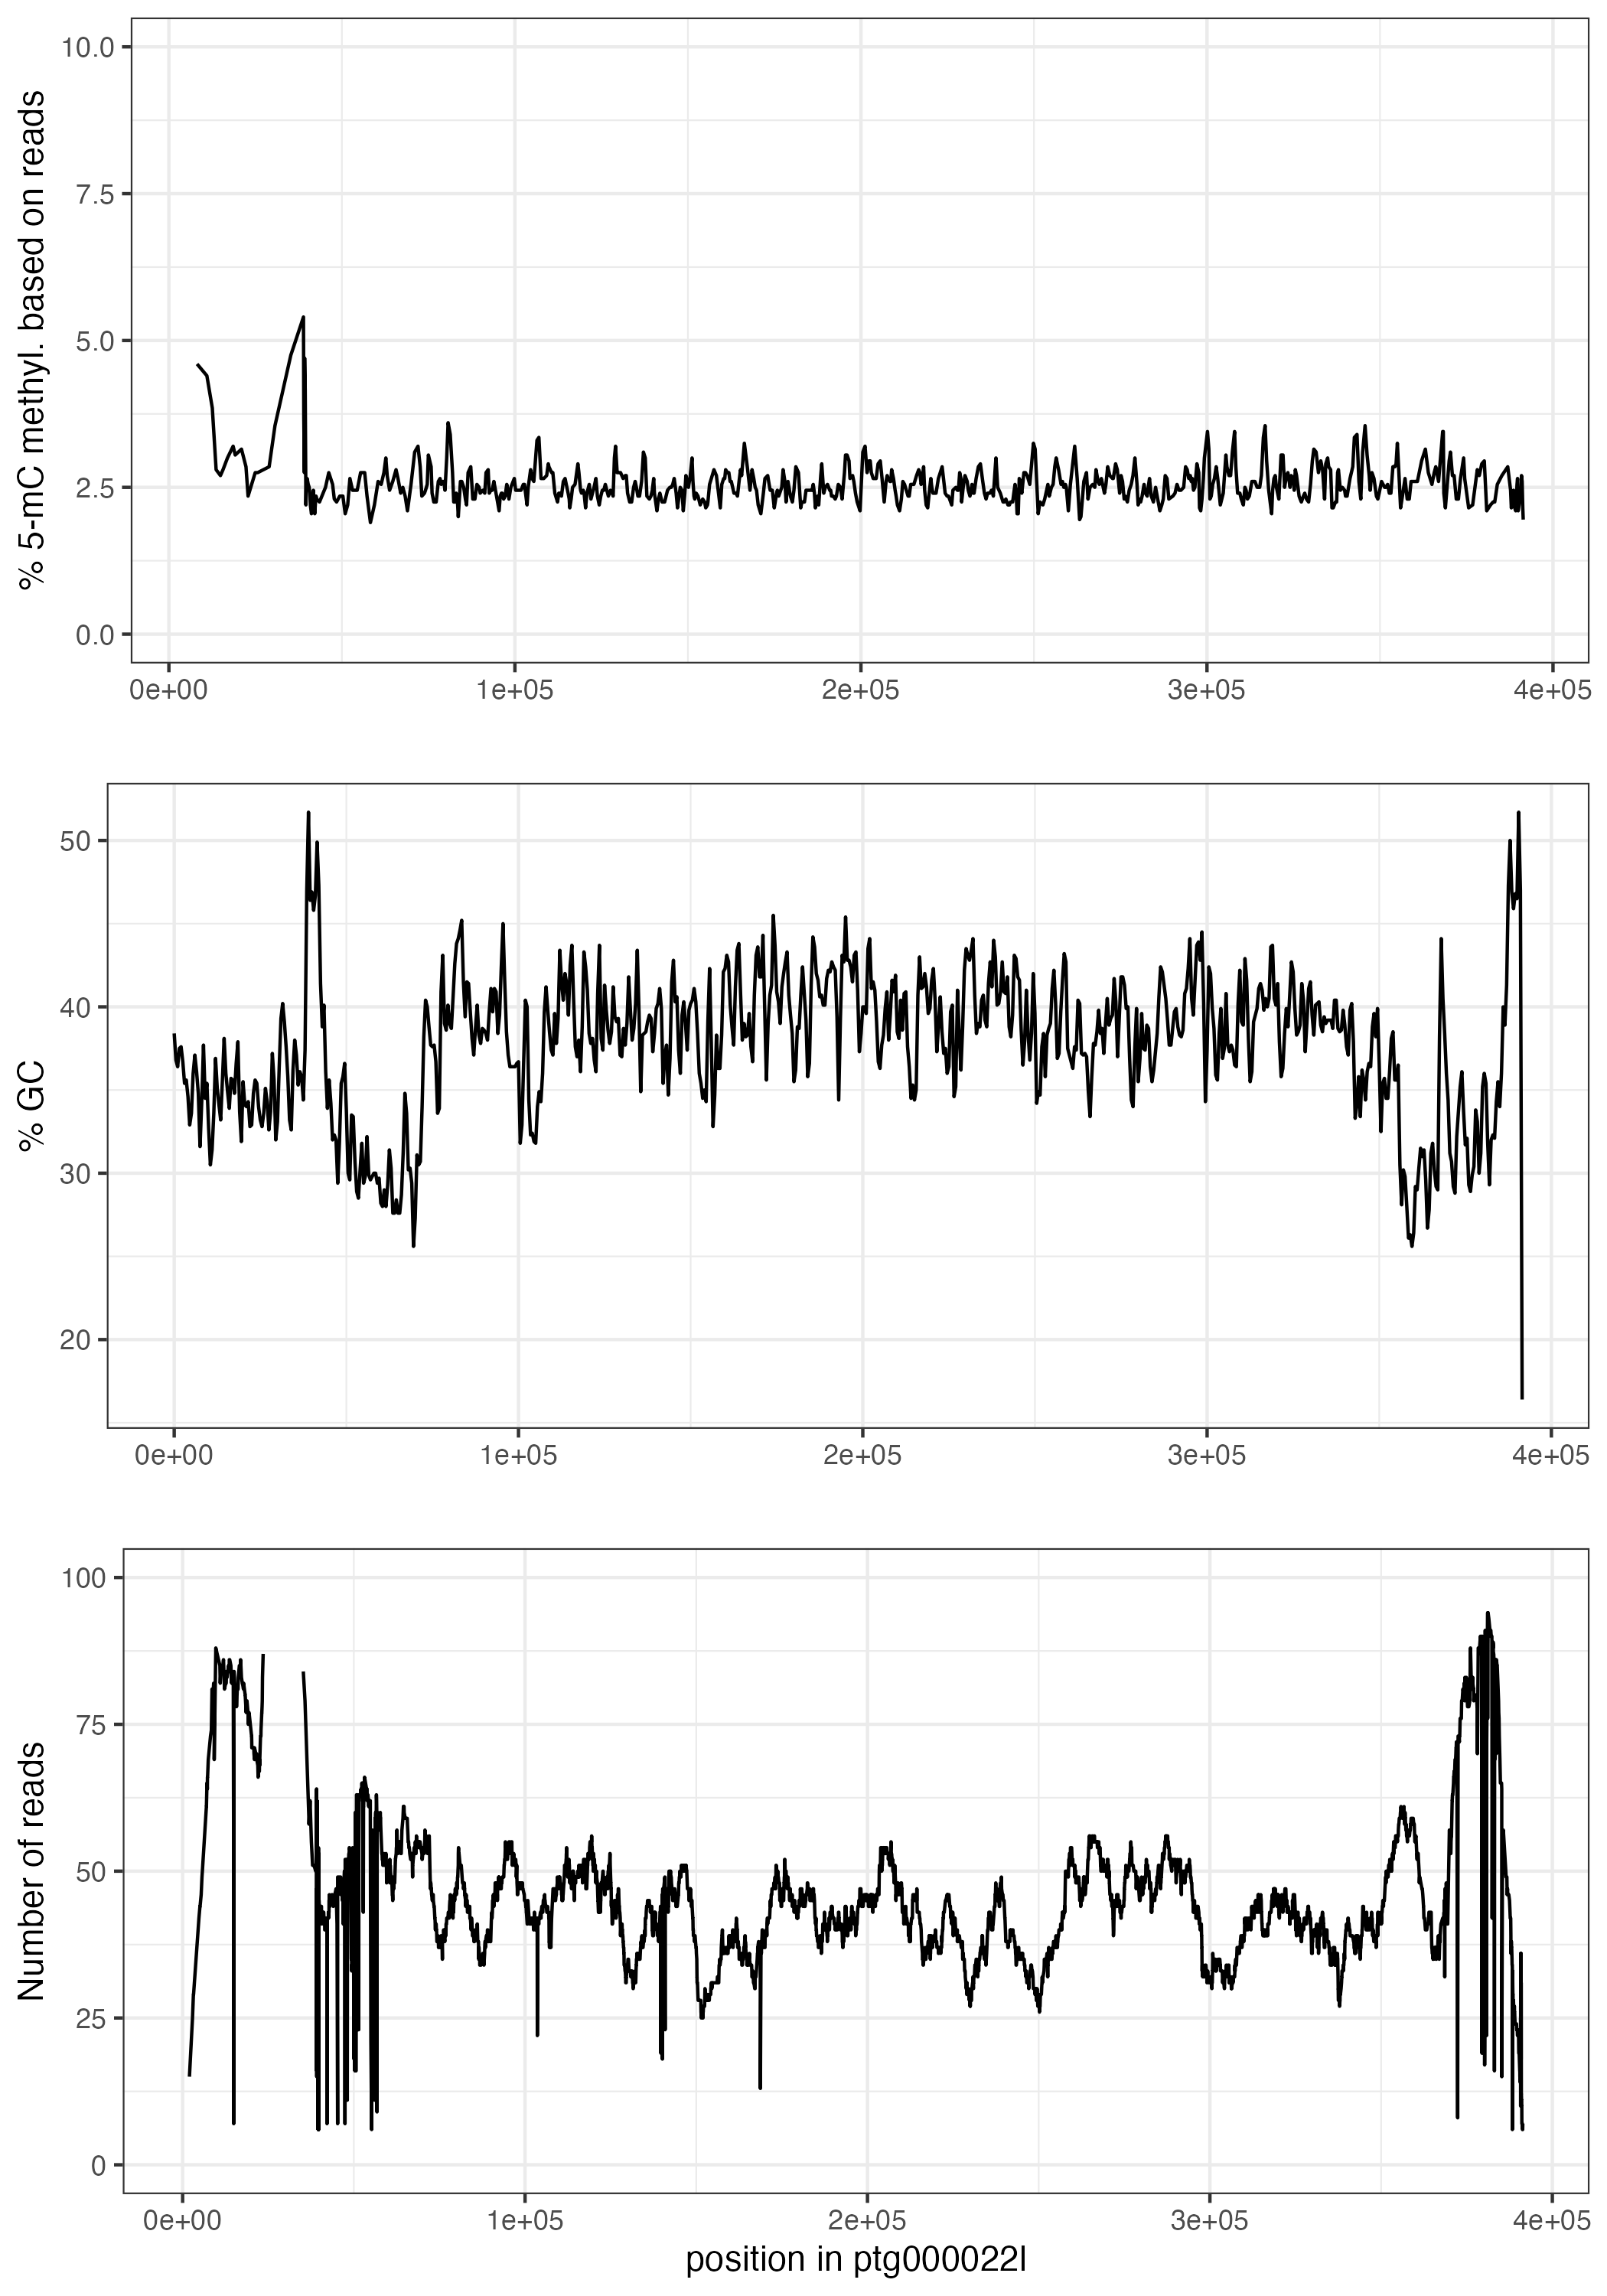 % 5-mC methyl. based on reads
10.0
7.5
5.0
2.5
0.0
0e+00 1e+05 2e+05 3e+05 4e+05
% GC
50
40
30
20
0e+00 1e+05 2e+05 3e+05 4e+05
Number of reads
100
75
50
25
0
0e+00 1e+05 2e+05 3e+05 4e+05
position in ptg000022l